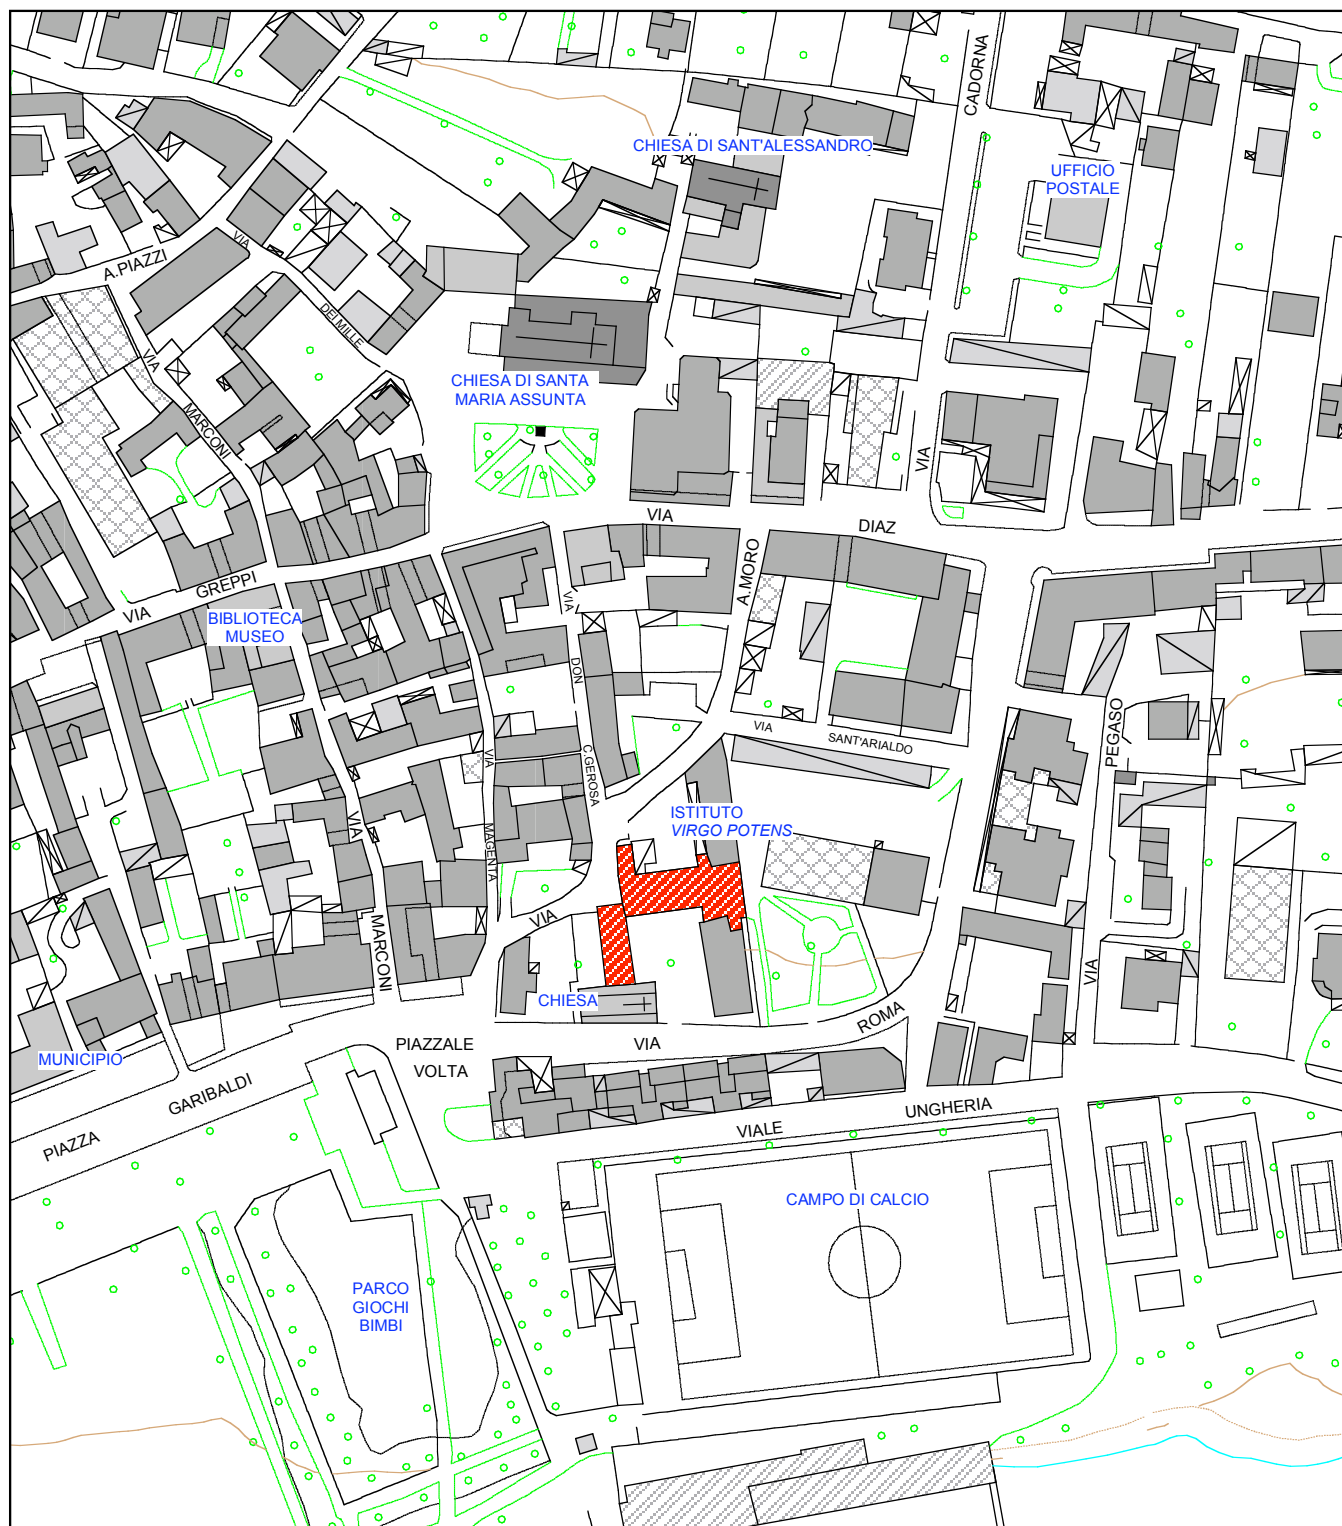 CADORNA
CHIESA DI SANT'ALESSANDRO
UFFICIO
POSTALE
A.PIAZZI
VIA
DEI MILLE
VIA
MARCONI
CHIESA DI SANTA
MARIA ASSUNTA
VIA
VIA
DIAZ
A.MORO
VIA
GREPPI
BIBLIOTECA
MUSEO
VIA
DON
C.GEROSA
VIA
SANT'ARIALDO
PEGASO
VIA
VIA
MAGENTA
ISTITUTO
VIRGO POTENS
VIA
MARCONI
VIA
CHIESA
ROMA
VIA
MUNICIPIO
PIAZZALE
VOLTA
VIA
GARIBALDI
PIAZZA
UNGHERIA
VIALE
CAMPO DI CALCIO
PARCO
GIOCHI
BIMBI